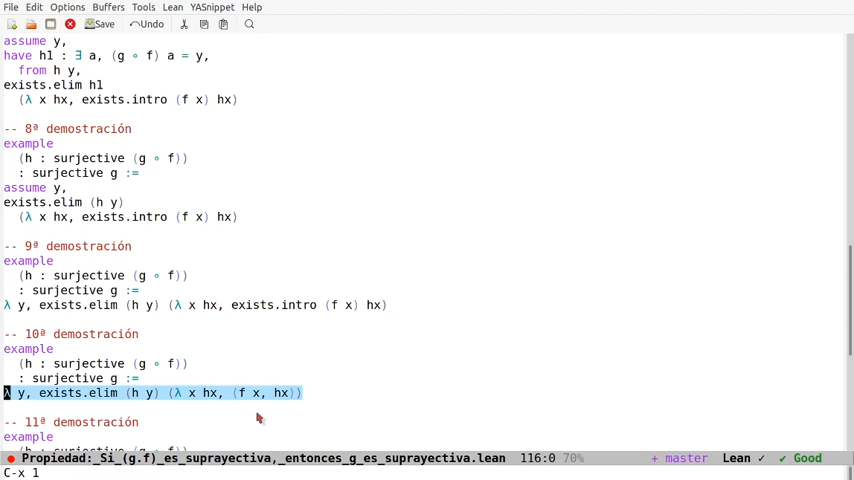 File Edit Options Buffers Tools Lean YASnippet Help
Save Undo
assume y,
have h1 : ∃ a, (g ∘ f) a = y,
from h y,
exists.elim h1
(λ x hx, exists.intro (f x) hx)
-- 8ª demostración
example
(h : surjective (g ∘ f))
: surjective g :=
assume y,
exists.elim (h y)
(λ x hx, exists.intro (f x) hx)
-- 9ª demostración
example
(h : surjective (g ∘ f))
: surjective g :=
λ y, exists.elim (h y) (λ x hx, exists.intro (f x) hx)
-- 10ª demostración
example
(h : surjective (g ∘ f))
: surjective g :=
λ y, exists.elim (h y) (λ x hx, ⟨f x, hx⟩)
-- 11ª demostración
example
(h : surjective (g ∘ f))
Propiedad:_Si_(g.f)_es_suprayectiva,_entonces_g_es_suprayectiva.lean 116:0 70% + master Lean ✓ ✔ Good
C-x 1